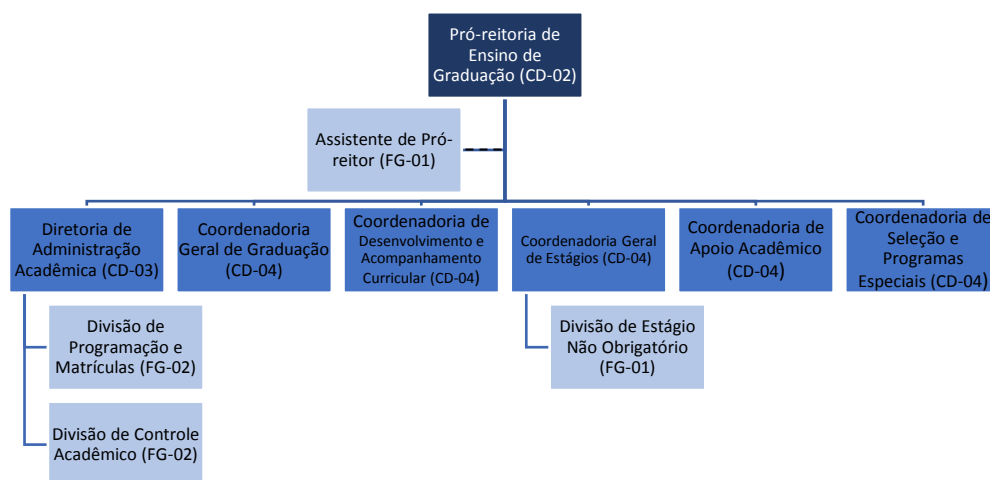 Pró-reitoria de
Ensino de
Graduação (CD-02)
Assistente de Pró-
reitor (FG-01)
Diretoria de
Administração
Acadêmica (CD-03)
Coordenadoria
Geral de Graduação
(CD-04)
Coordenadoria de
Desenvolvimento e
Acompanhamento
Curricular (CD-04)
Coordenadoria Geral
de Estágios (CD-04)
Coordenadoria de
Apoio Acadêmico
(CD-04)
Coordenadoria de
Seleção e
Programas
Especiais (CD-04)
Divisão de
Programação e
Matrículas (FG-02)
Divisão de Estágio
Não Obrigatório
(FG-01)
Divisão de Controle
Acadêmico (FG-02)